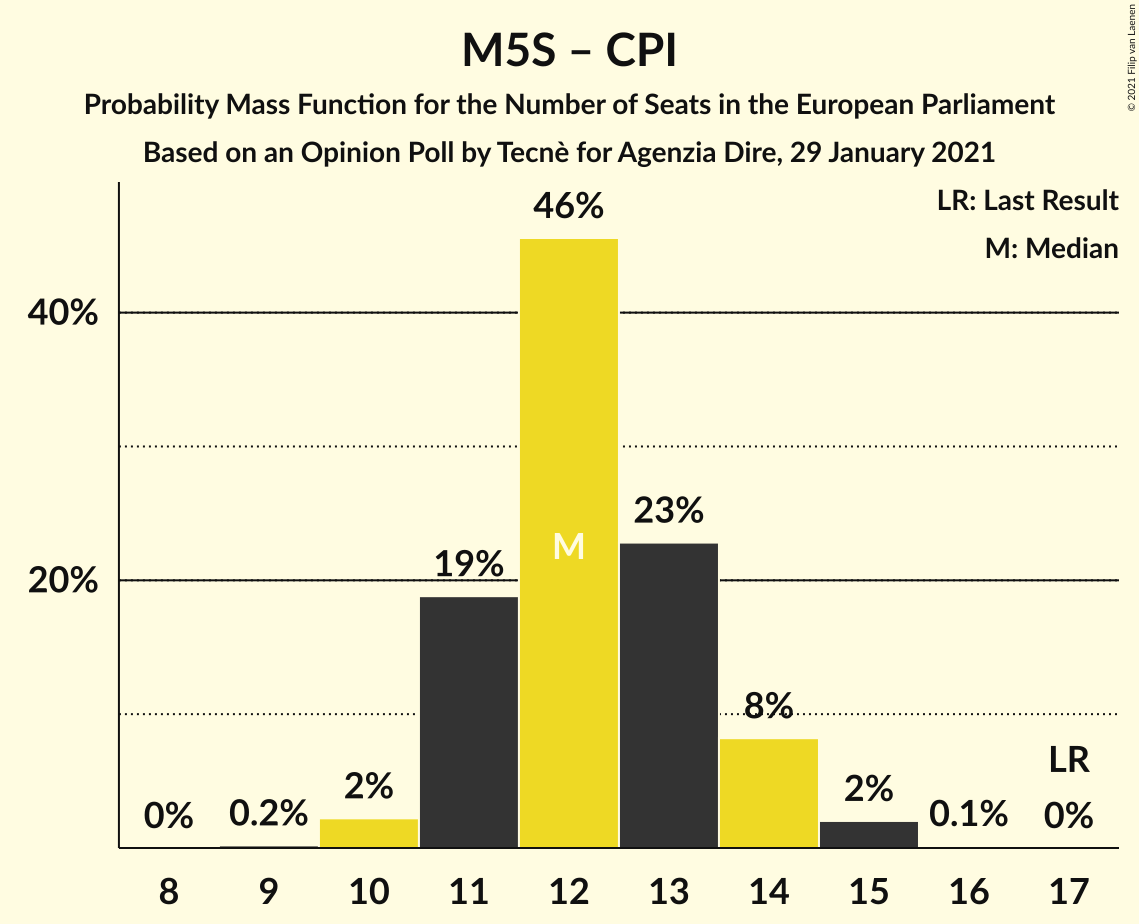 M5S – CPI
Probability Mass Function for the Number of Seats in the European Parliament
Based on an Opinion Poll by Tecnè for Agenzia Dire, 29 January 2021
© 2021 Filip van Laenen
LR: Last Result
M: Median
46%
40%
23%
M
19%
20%
8%
LR
2%
2%
0%
0.2%
0.1%
0%
8 9 10 11 12 13 14 15 16 17